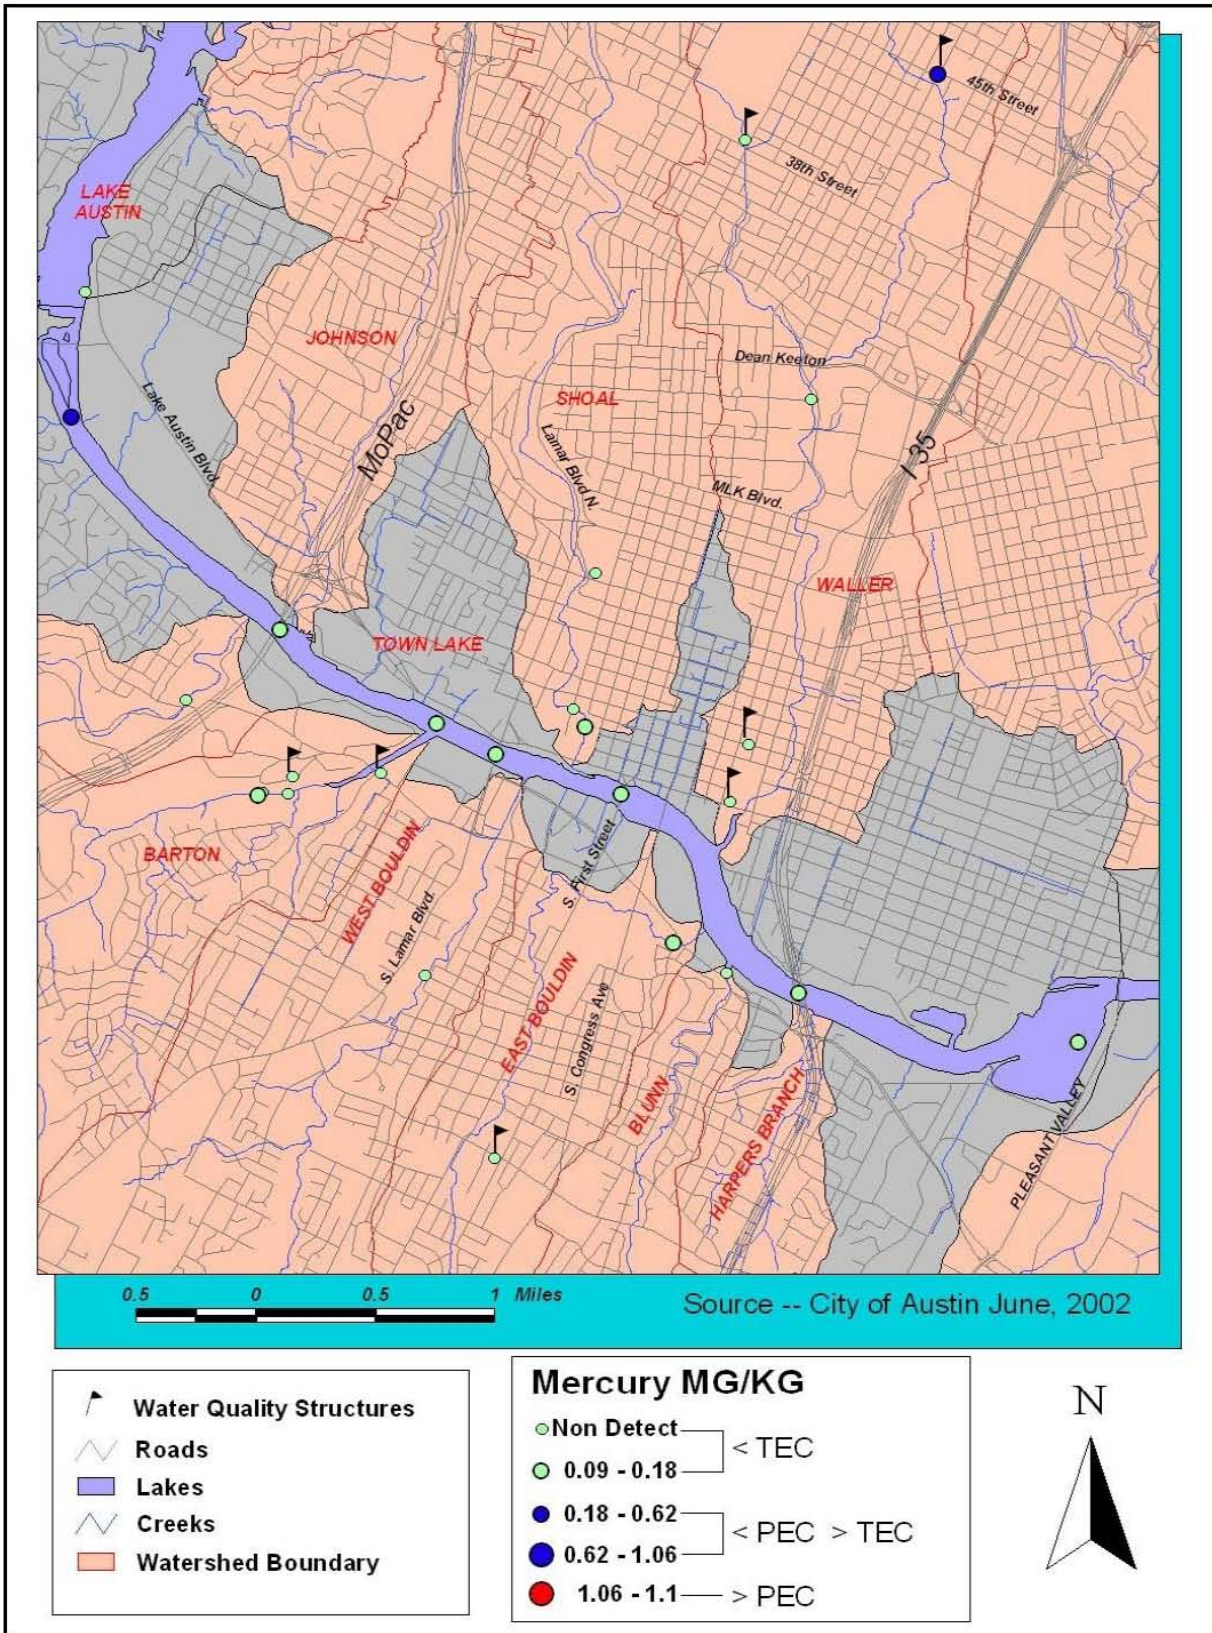 45th Street
38th Street
LAKE
AUSTIN
JOHNSON
Dean Keeton
Lake Austin Blvd.
MoPac
SHOAL
Lamar Blvd N.
I 35
MLK Blvd.
WALLER
TOWN LAKE
BARTON
WEST BOULDIN
S. Lamar Blvd.
S. First Street
EAST BOULDIN
S. Congress Ave
BLUNN
HARPERS BRANCH
PLEASANT VALLEY
0.5 0 0.5 1 Miles
Source -- City of Austin June, 2002
Water Quality Structures
Roads
Lakes
Creeks
Watershed Boundary
Mercury MG/KG
Non Detect
0.09 - 0.18
< TEC
0.18 - 0.62
0.62 - 1.06
< PEC > TEC
1.06 - 1.1 > PEC
N